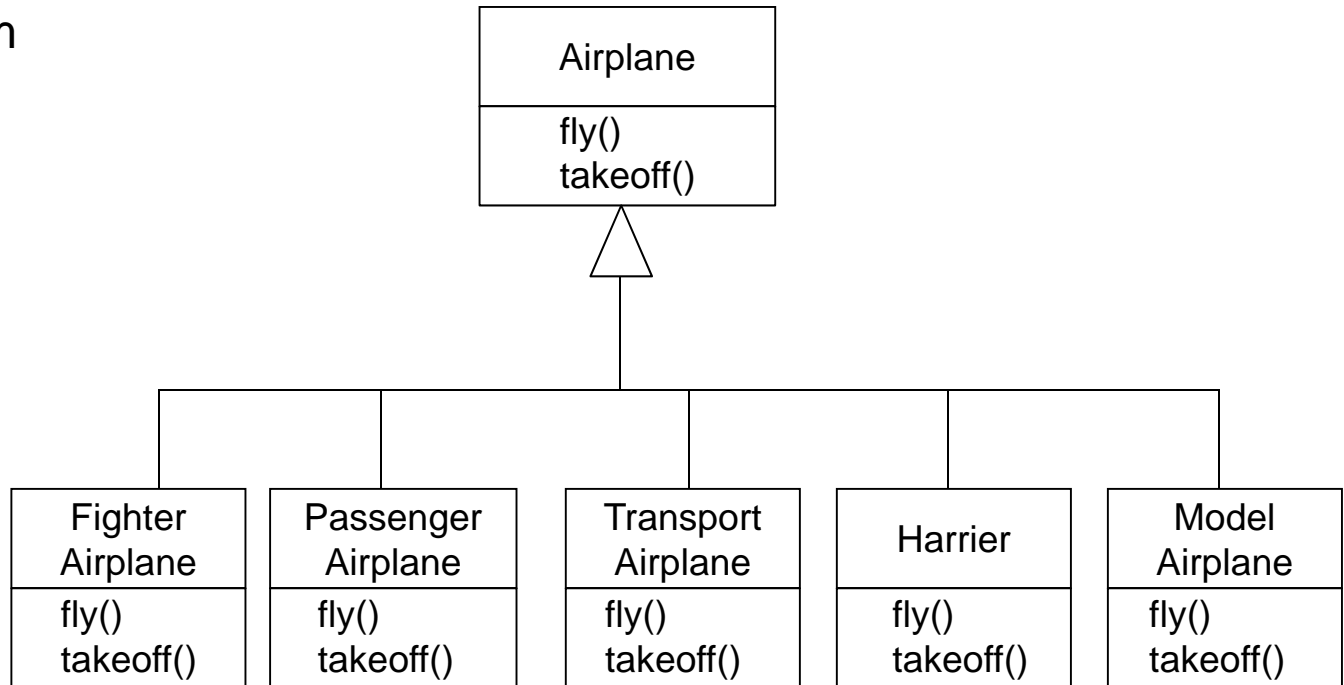 Airplane
fly()
takeoff()
Fighter
Airplane
fly()
takeoff()
Passenger
Airplane
fly()
takeoff()
Transport
Airplane
fly()
takeoff()
Harrier
fly()
takeoff()
Model
Airplane
fly()
takeoff()